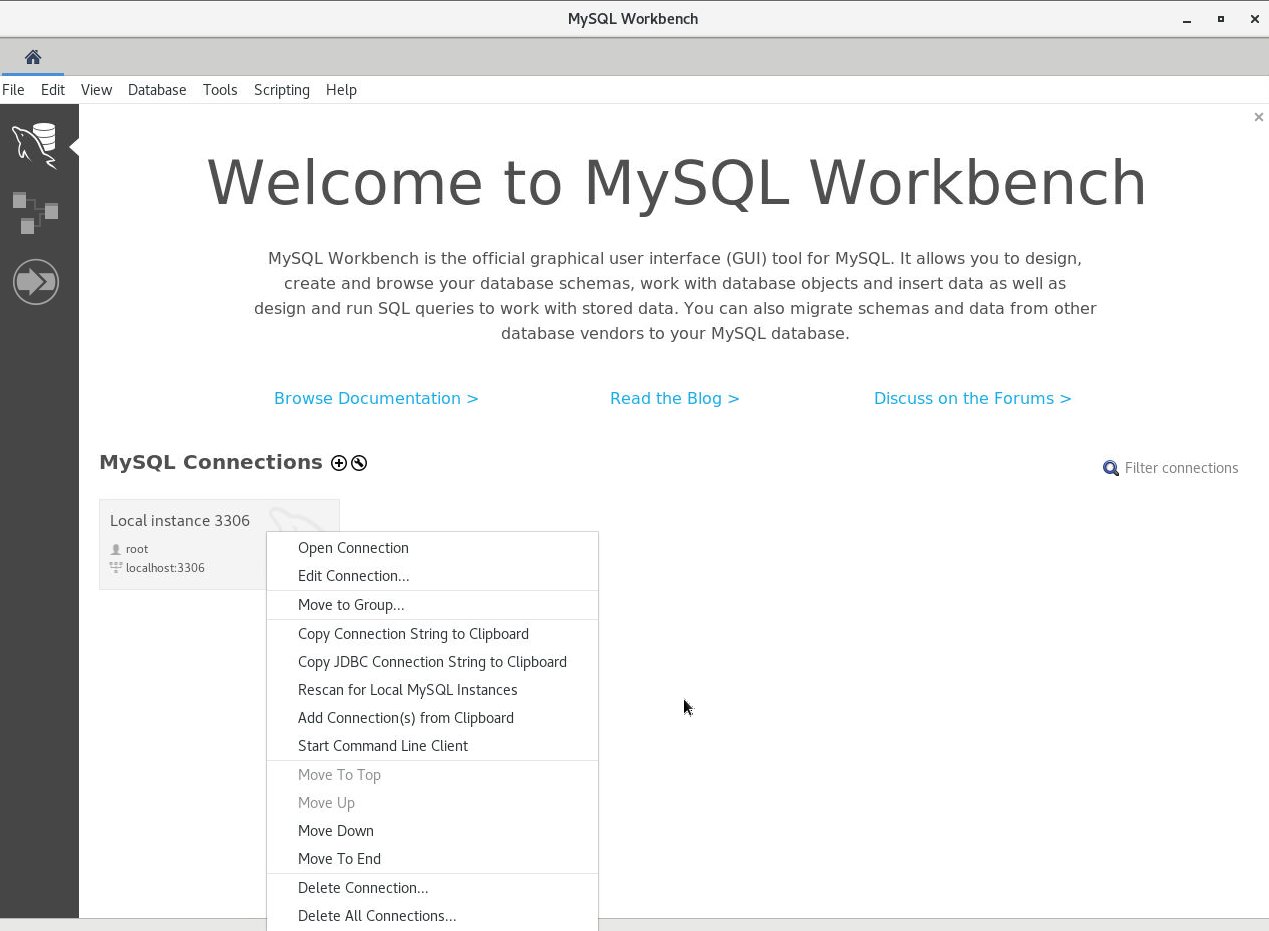 MySQL Workbench
File Edit View Database Tools Scripting Help
Welcome to MySQL Workbench
MySQL Workbench is the official graphical user interface (GUI) tool for MySQL. It allows you to design,
create and browse your database schemas, work with database objects and insert data as well as
design and run SQL queries to work with stored data. You can also migrate schemas and data from other
database vendors to your MySQL database.
Browse Documentation > Read the Blog > Discuss on the Forums >
MySQL Connections
Filter connections
Local instance 3306
root
localhost:3306
Open Connection
Edit Connection...
Move to Group...
Copy Connection String to Clipboard
Copy JDBC Connection String to Clipboard
Rescan for Local MySQL Instances
Add Connection(s) from Clipboard
Start Command Line Client
Move To Top
Move Up
Move Down
Move To End
Delete Connection...
Delete All Connections...